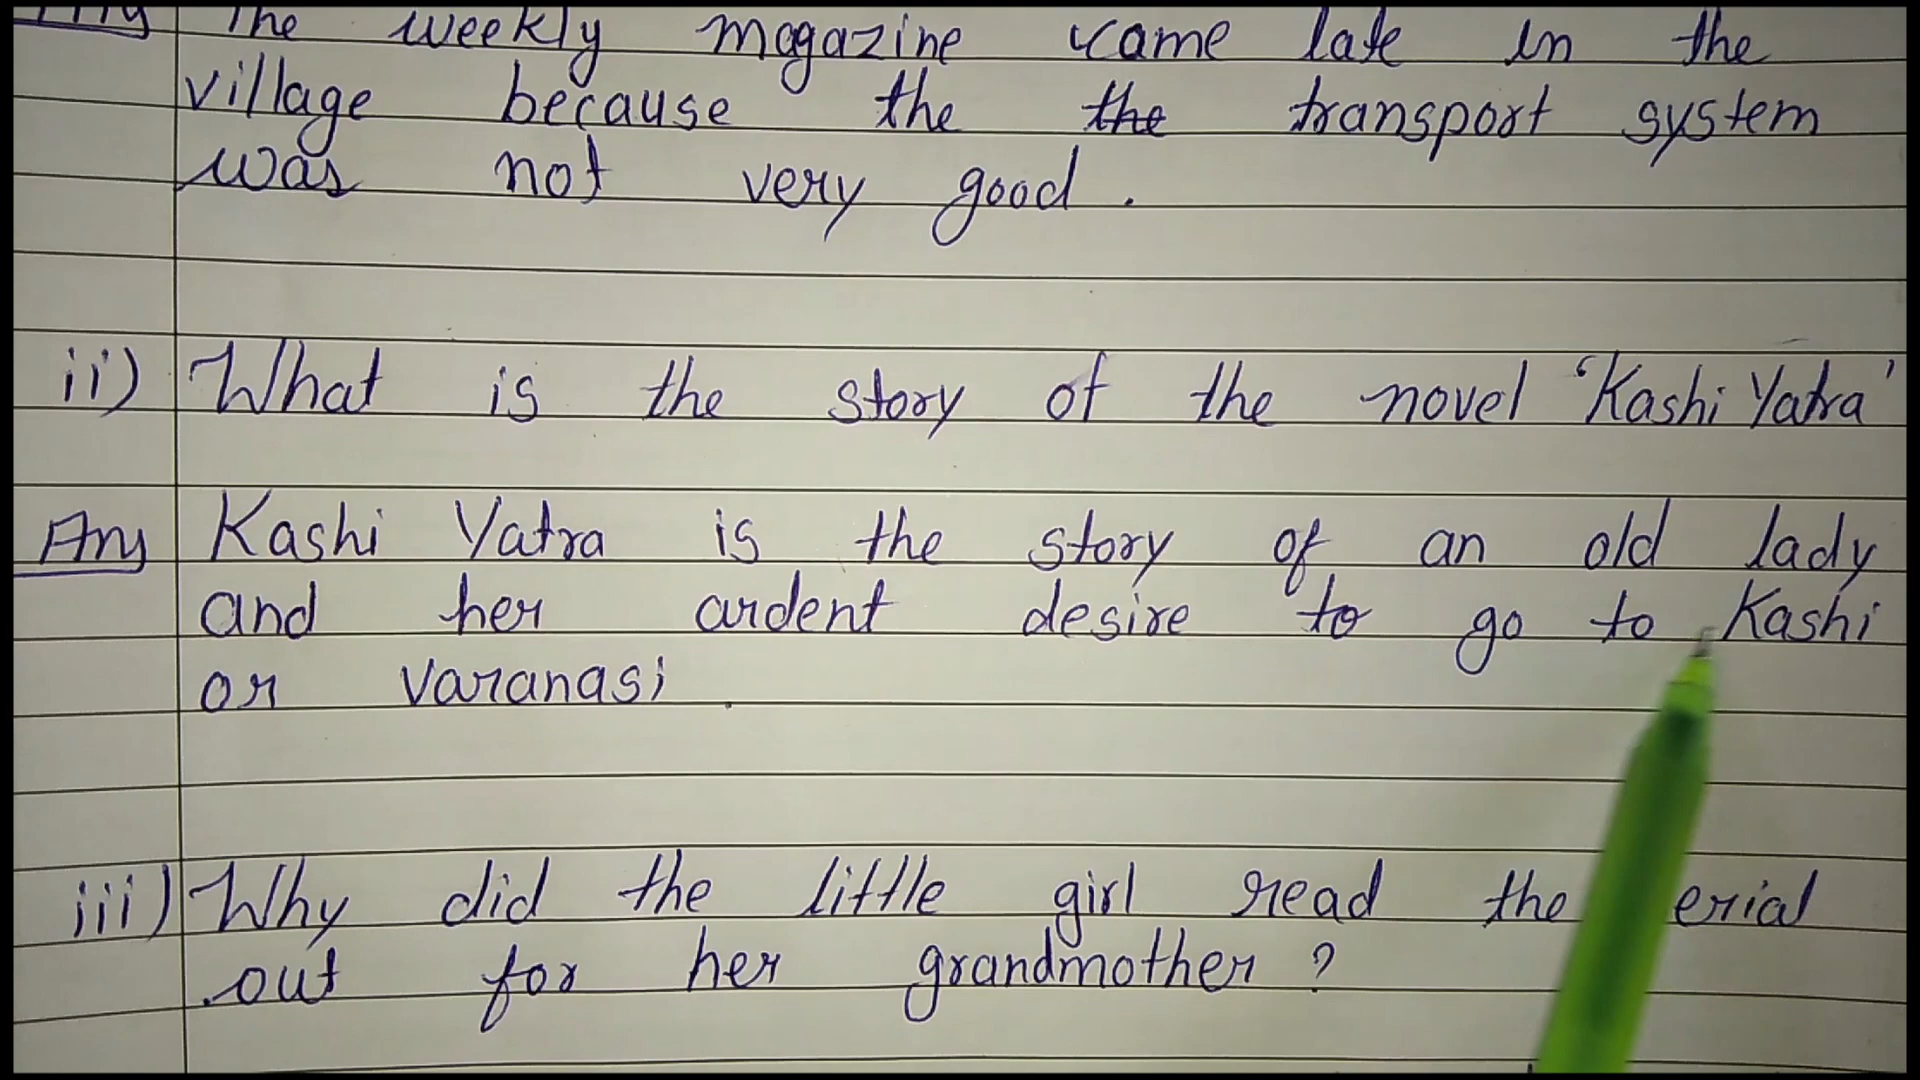 Ans The weekly magazine came late in the
village because the the transport system
was not very good.
ii) What is the story of the novel 'Kashi Yatra'
Ans Kashi Yatra is the story of an old lady
and her ardent desire to go to Kashi
or varanasi.
iii) Why did the little girl read the erial
out for her grandmother?